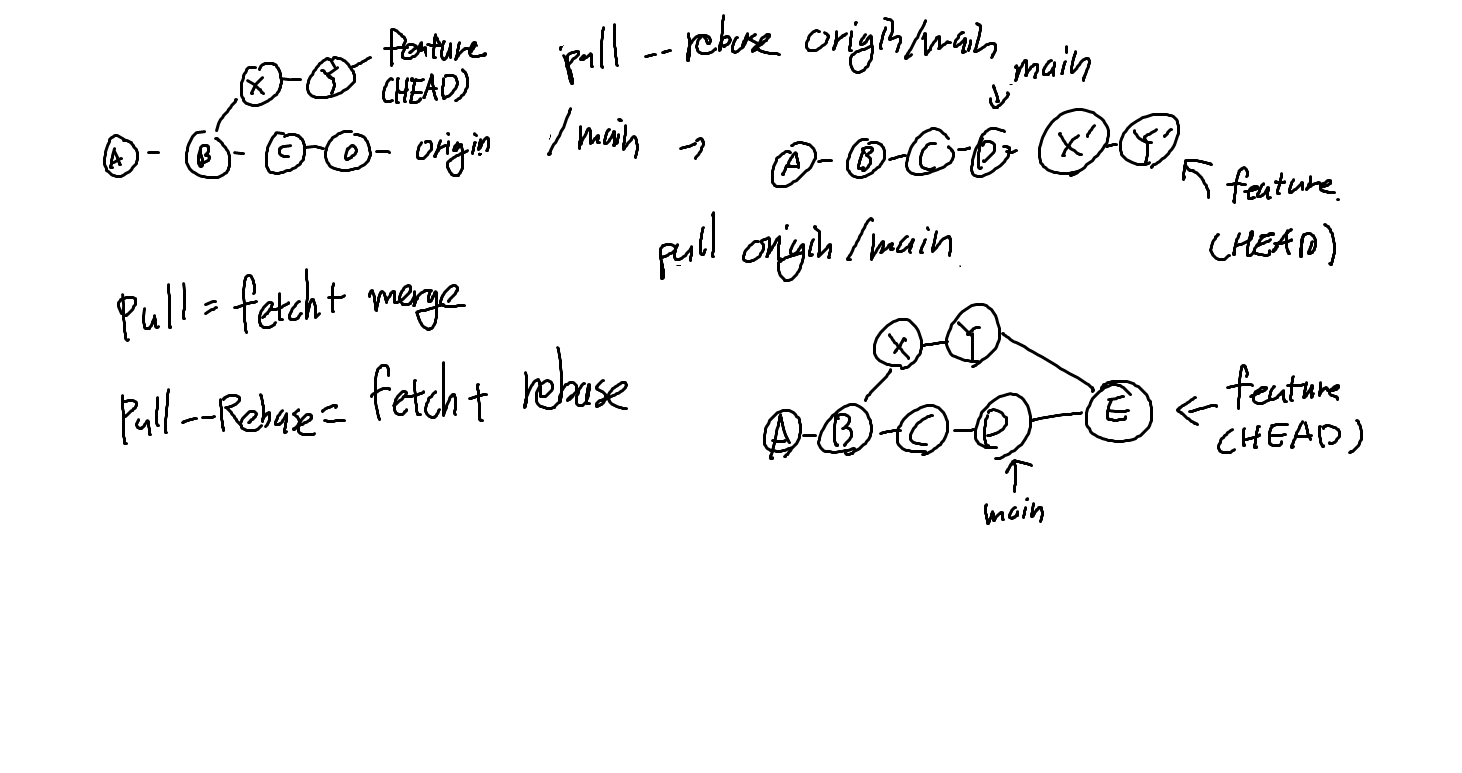 feature
(HEAD)
X Y
A B C D origin /main →
pull -- rebase origin/main
main
A B C D X' Y'
feature
(HEAD)
pull origin/main
Pull = fetch + merge
Pull -- Rebase = fetch + rebase
X Y
A B C D E
feature
(HEAD)
main